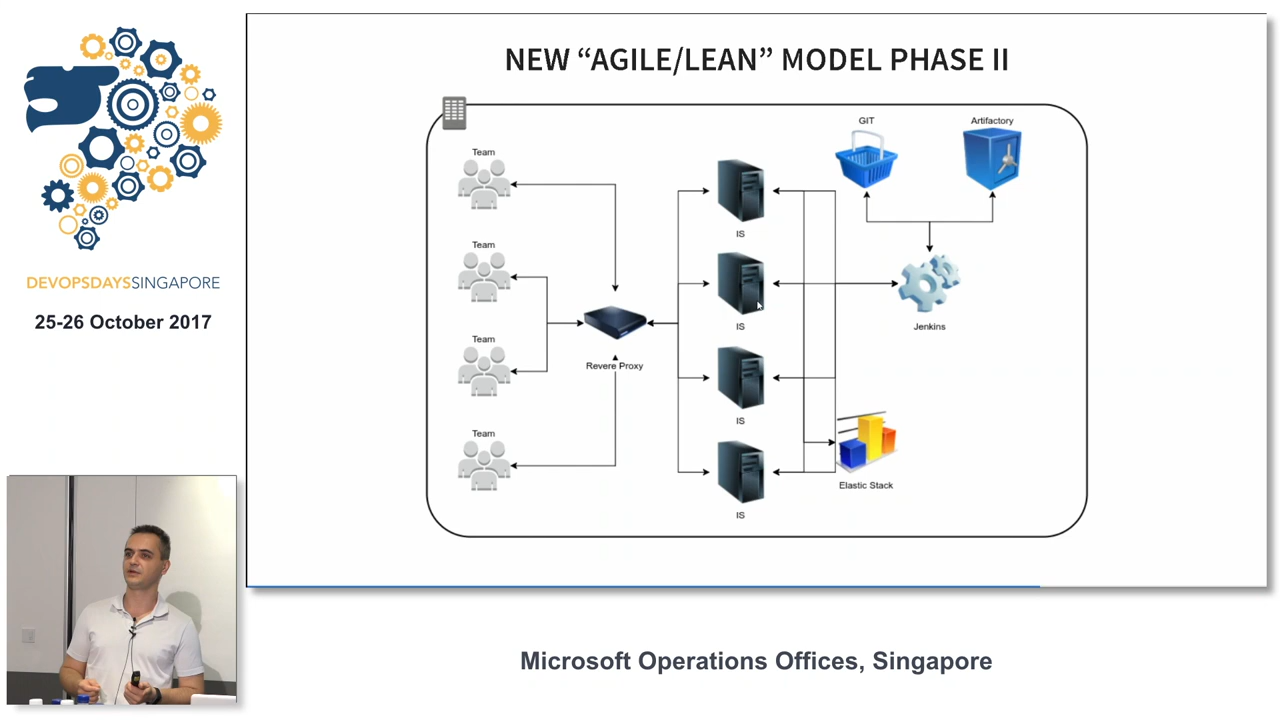 NEW “AGILE/LEAN” MODEL PHASE II
GIT
Artifactory
Team
IS
Team
IS
Jenkins
Team
Revere Proxy
IS
Team
Elastic Stack
IS
DEVOPSDAYSSINGAPORE
25-26 October 2017
Microsoft Operations Offices, Singapore